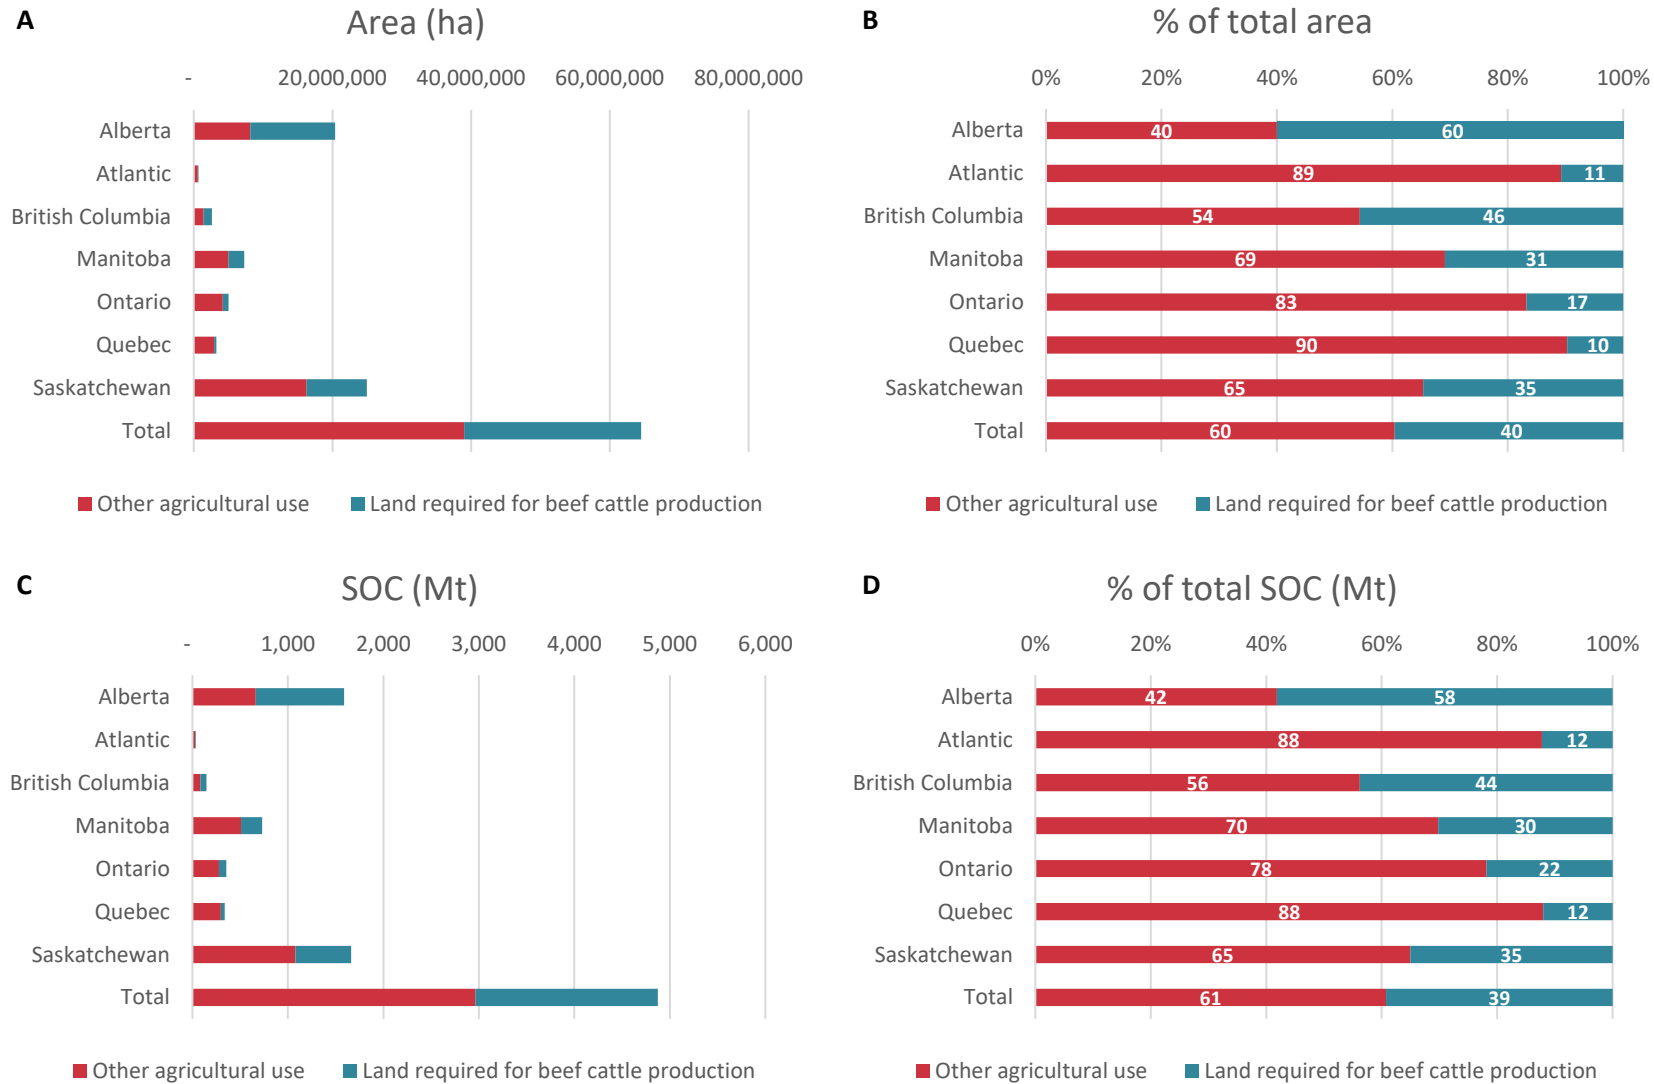 A
Area (ha)
- 20,000,000 40,000,000 60,000,000 80,000,000
Alberta
Atlantic
British Columbia
Manitoba
Ontario
Quebec
Saskatchewan
Total
Other agricultural use Land required for beef cattle production
B
% of total area
0% 20% 40% 60% 80% 100%
Alberta 40 60
Atlantic 89 11
British Columbia 54 46
Manitoba 69 31
Ontario 83 17
Quebec 90 10
Saskatchewan 65 35
Total 60 40
Other agricultural use Land required for beef cattle production
C
SOC (Mt)
- 1,000 2,000 3,000 4,000 5,000 6,000
Alberta
Atlantic
British Columbia
Manitoba
Ontario
Quebec
Saskatchewan
Total
Other agricultural use Land required for beef cattle production
D
% of total SOC (Mt)
0% 20% 40% 60% 80% 100%
Alberta 42 58
Atlantic 88 12
British Columbia 56 44
Manitoba 70 30
Ontario 78 22
Quebec 88 12
Saskatchewan 65 35
Total 61 39
Other agricultural use Land required for beef cattle production